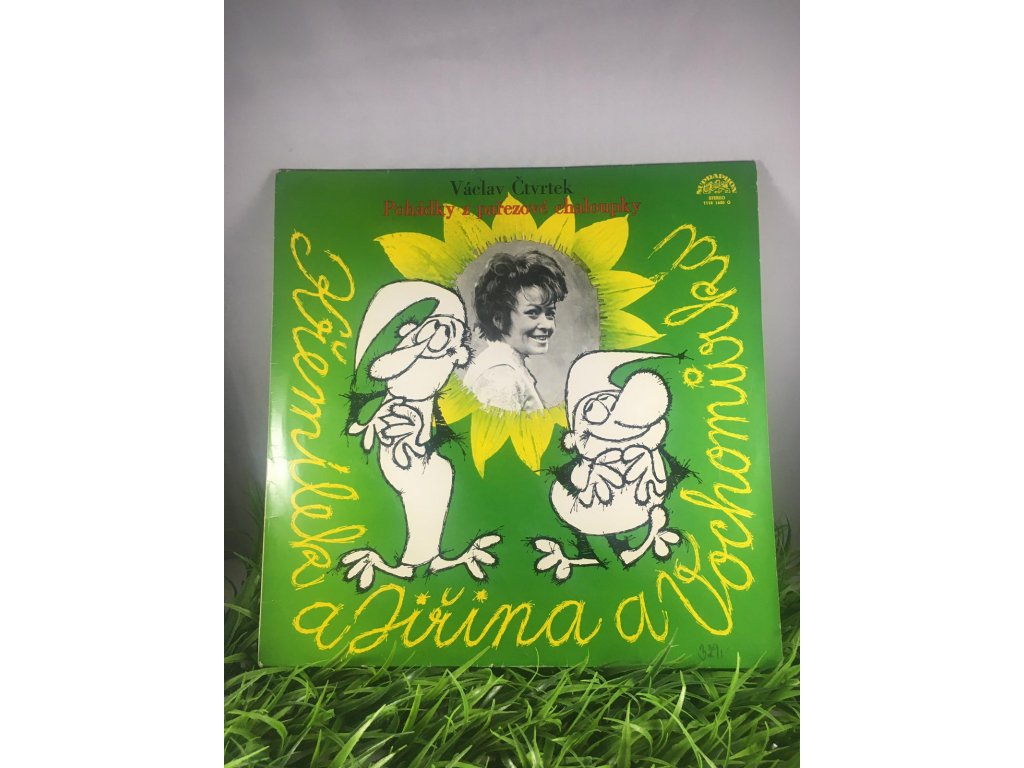 Václav Čtvrtek
Pohádky z pařezové chaloupky
SUPRAPHON
STEREO
Křemílek a Jiřina a Vochomůrka